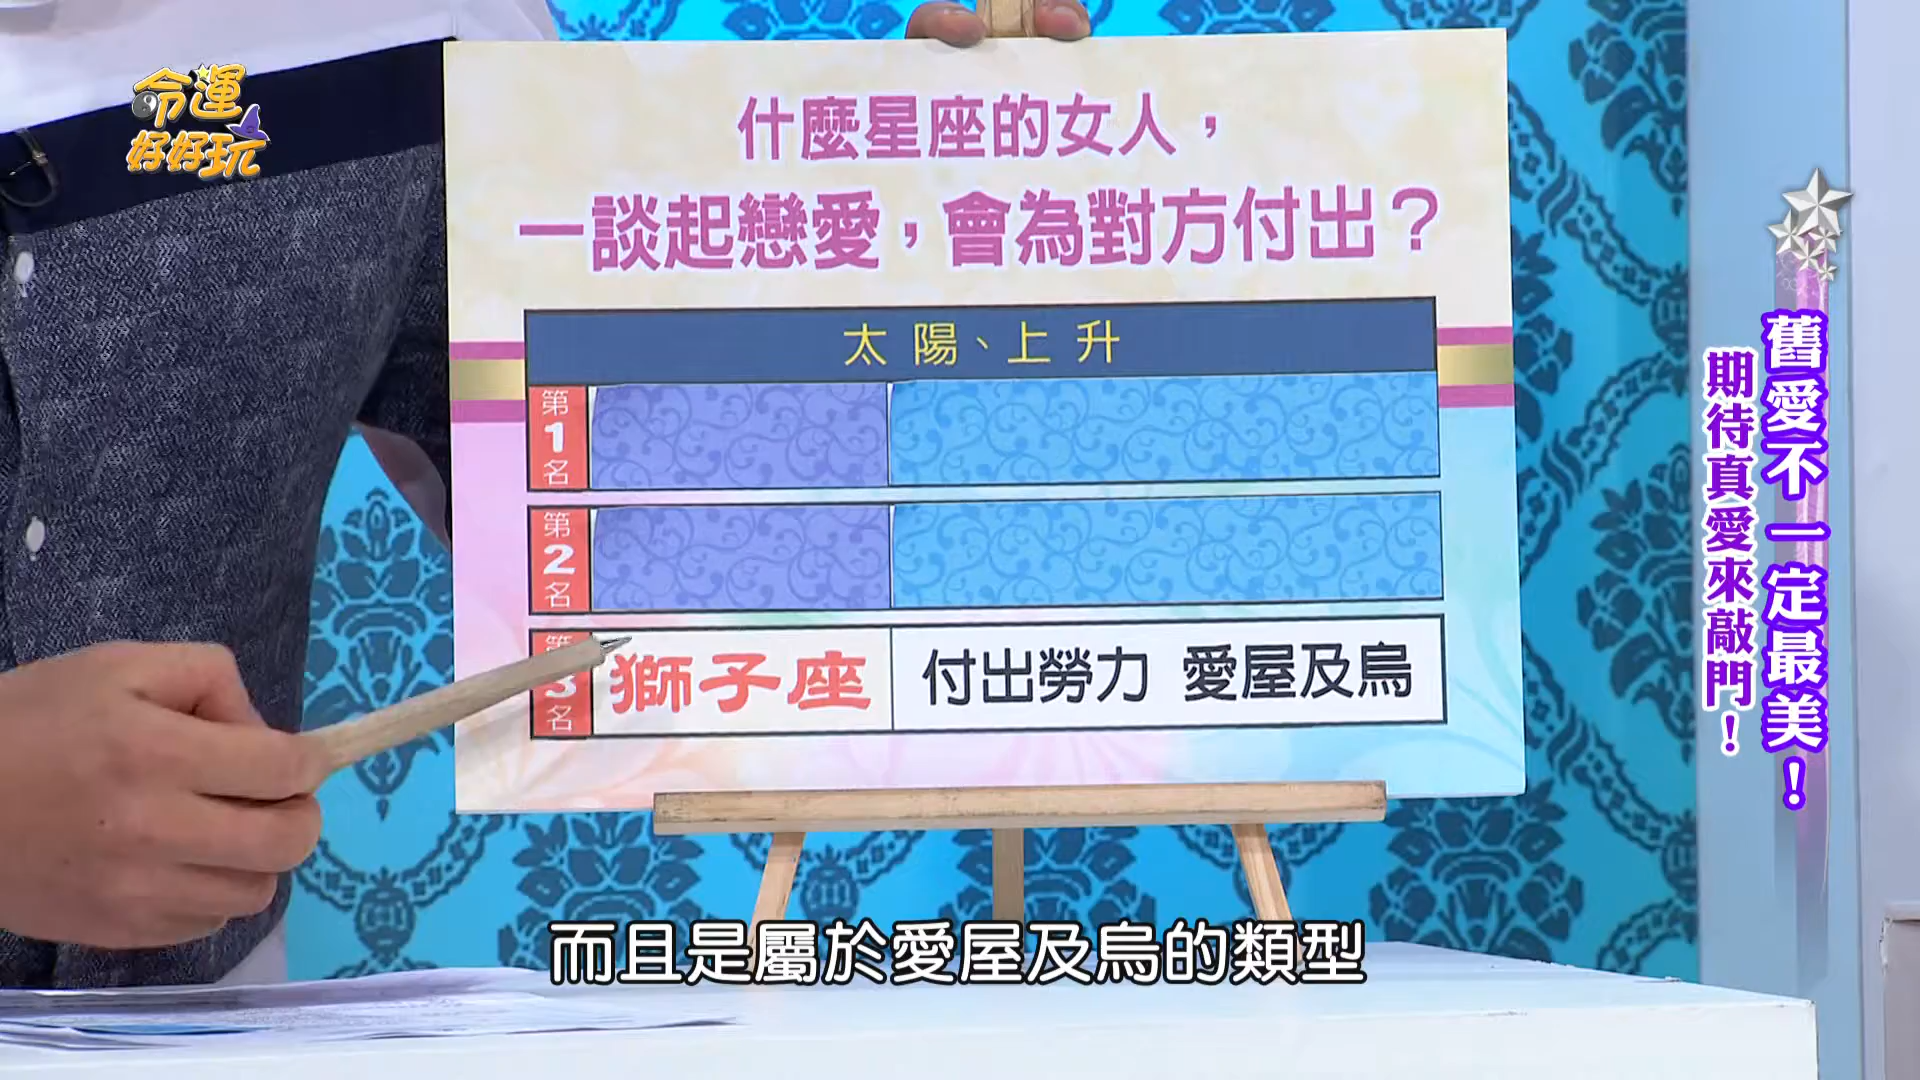 命運
好好玩
什麼星座的女人，
一談起戀愛，會為對方付出？
太陽、上升
第1名
第2名
第3名 獅子座 付出勞力 愛屋及烏
舊愛不一定最美！
期待真愛來敲門！
而且是屬於愛屋及烏的類型